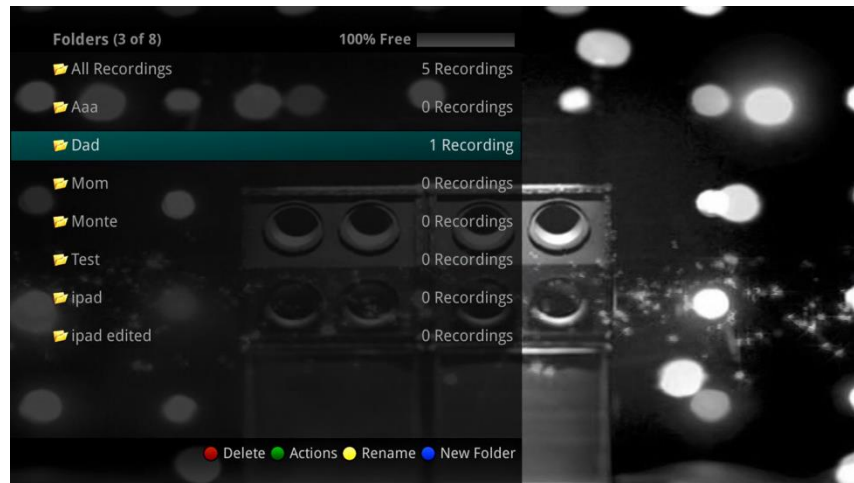 Folders (3 of 8) 100% Free
All Recordings 5 Recordings
Aaa 0 Recordings
Dad 1 Recording
Mom 0 Recordings
Monte 0 Recordings
Test 0 Recordings
ipad 0 Recordings
ipad edited 0 Recordings
Delete Actions Rename New Folder